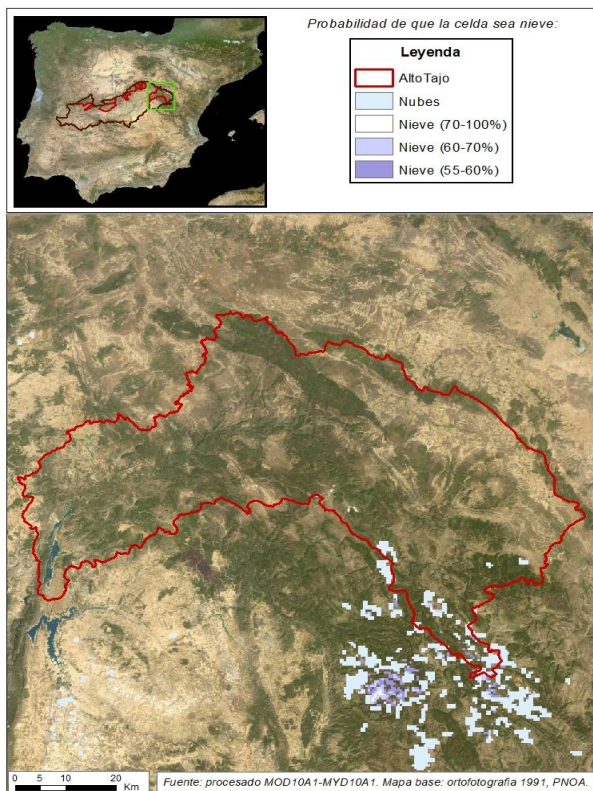 Probabilidad de que la celda sea nieve:
Leyenda
AltoTajo
Nubes
Nieve (70-100%)
Nieve (60-70%)
Nieve (55-60%)
0 5 10 20
Km
Fuente: procesado MOD10A1-MYD10A1. Mapa base: ortofotografia 1991, PNOA.